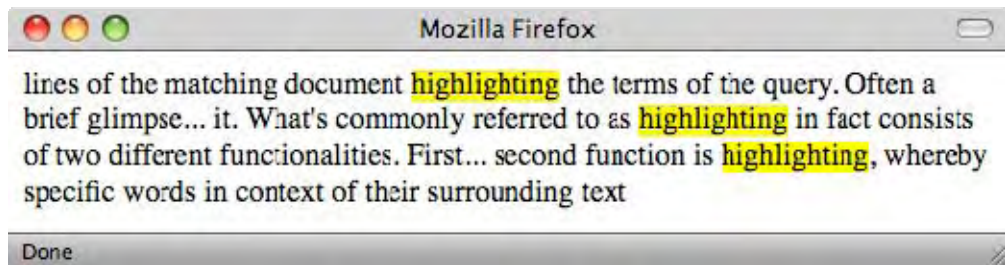 Mozilla Firefox
lines of the matching document highlighting the terms of the query. Often a
brief glimpse... it. What's commonly referred to as highlighting in fact consists
of two different functionalities. First... second function is highlighting, whereby
specific words in context of their surrounding text
Done